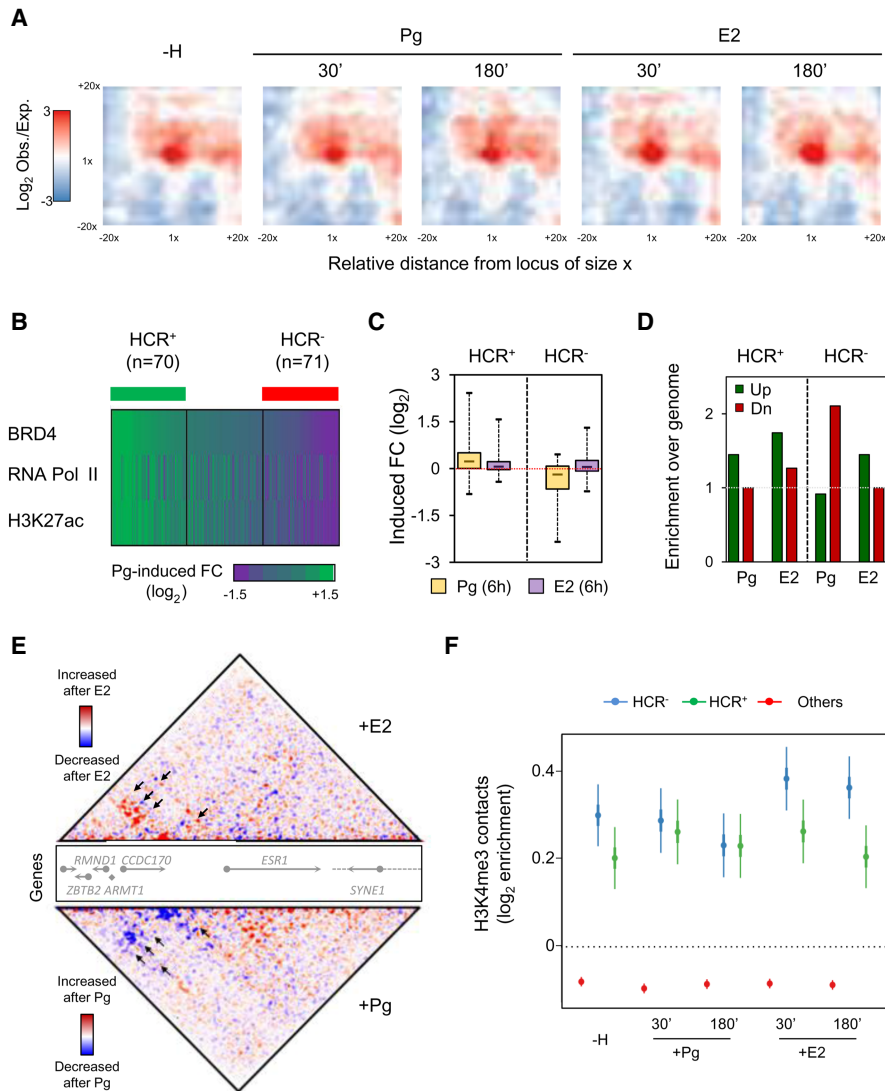 A
-H
Pg
E2
30'
180'
30'
180'
Log2 Obs./Exp.
3
-3
+20x
1x
-20x
-20x
1x
+20x
-20x
1x
+20x
-20x
1x
+20x
-20x
1x
+20x
-20x
1x
+20x
Relative distance from locus of size x
B
HCR+
(n=70)
HCR-
(n=71)
BRD4
RNA Pol II
H3K27ac
Pg-induced FC
(log2)
-1.5
+1.5
C
HCR+
HCR-
Induced FC (log2)
3
1.5
0
-1.5
-3
Pg (6h)
E2 (6h)
D
HCR+
HCR-
Up
Dn
Enrichment over genome
2
1
0
Pg
E2
Pg
E2
E
Increased
after E2
Decreased
after E2
+E2
Genes
RMND1 CCDC170
ESR1
ZBTB2 ARMT1
SYNE1
Increased
after Pg
Decreased
after Pg
+Pg
F
HCR-
HCR+
Others
H3K4me3 contacts
(log2 enrichment)
0.4
0.2
0
-H
30'
180'
+Pg
30'
180'
+E2